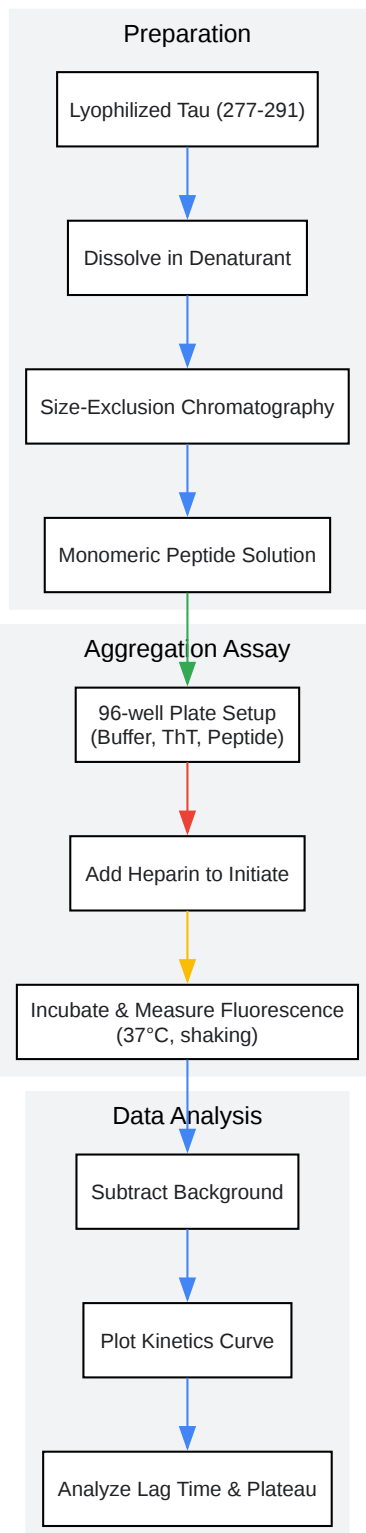 Preparation
Lyophilized Tau (277-291)
Dissolve in Denaturant
Size-Exclusion Chromatography
Monomeric Peptide Solution
Aggregation Assay
96-well Plate Setup
(Buffer, ThT, Peptide)
Add Heparin to Initiate
Incubate & Measure Fluorescence
(37°C, shaking)
Data Analysis
Subtract Background
Plot Kinetics Curve
Analyze Lag Time & Plateau